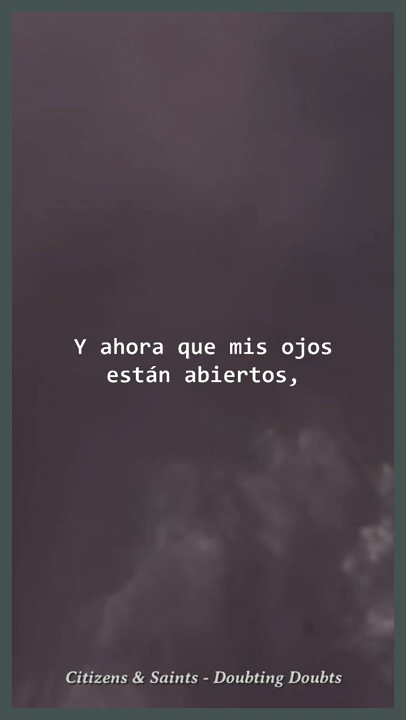 Y ahora que mis ojos
están abiertos,
Citizens & Saints - Doubting Doubts